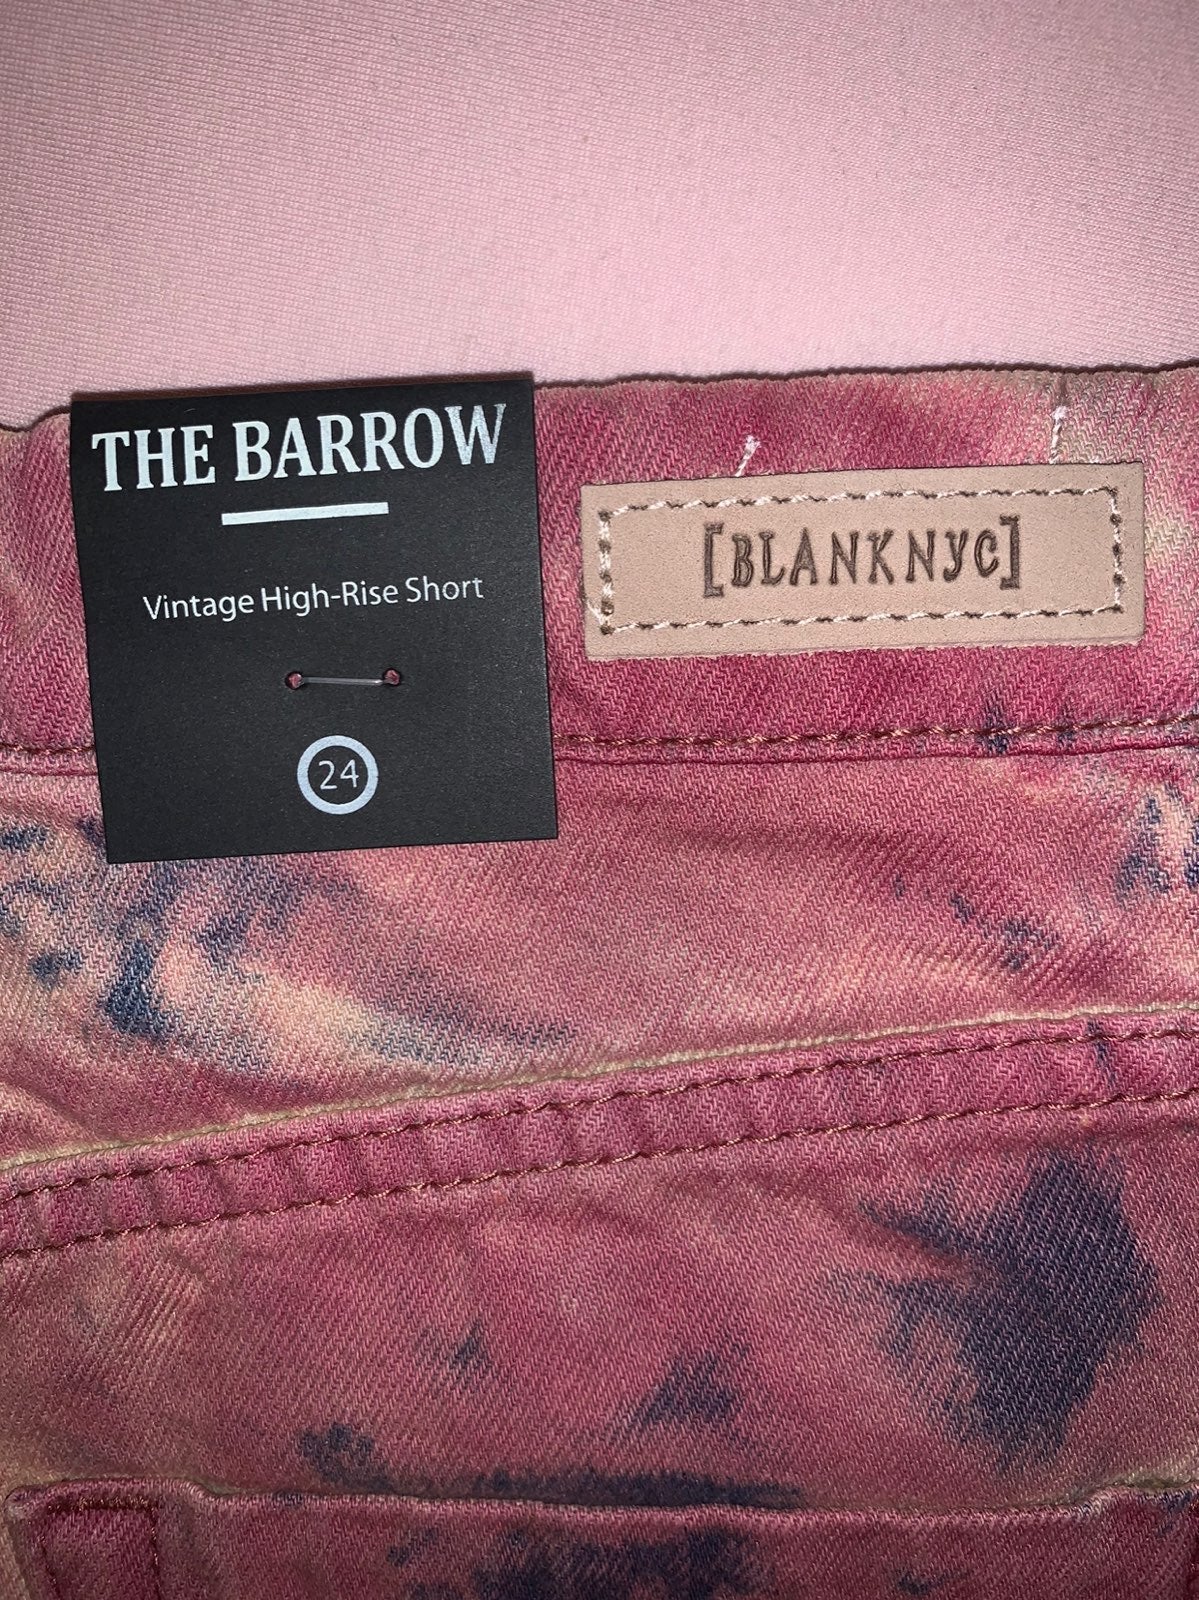 THE BARROW
Vintage High-Rise Short
24
[BLANKNYC]